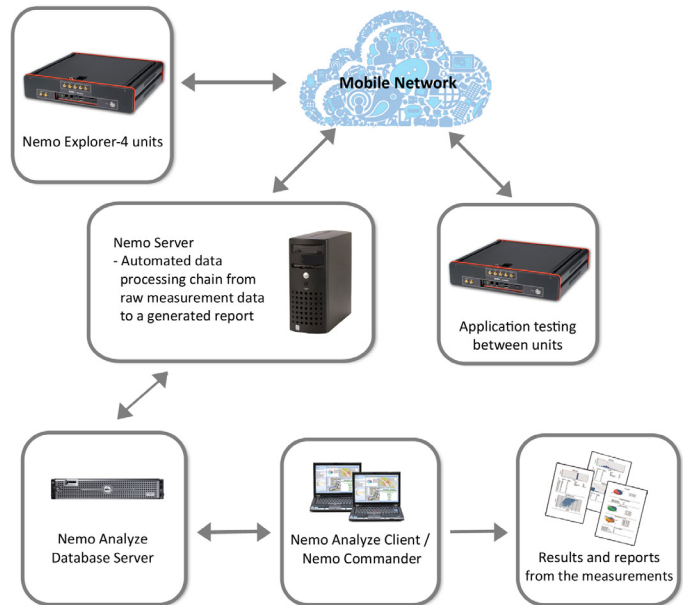 Mobile Network
Nemo Explorer-4 units
Nemo Server
- Automated data
processing chain from
raw measurement data
to a generated report
Application testing
between units
Nemo Analyze
Database Server
Nemo Analyze Client /
Nemo Commander
Results and reports
from the measurements